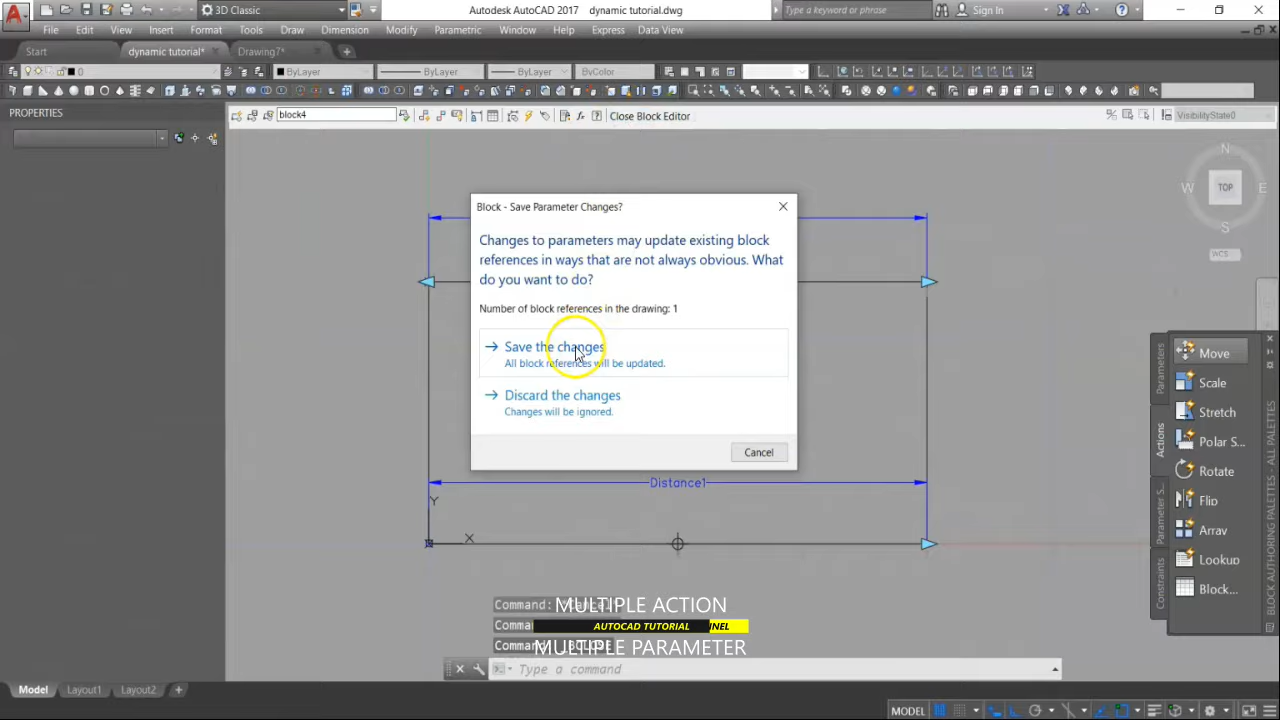 3D Classic
Autodesk AutoCAD 2017 dynamic tutorial.dwg
Type a keyword or phrase
Sign In
File Edit View Insert Format Tools Draw Modify Parametric Window Help Express Data View
Start
dynamic tutorial*
Drawing7*
0
ByLayer
ByLayer
ByLayer
ByColor
PROPERTIES
block4
Close Block Editor
VisibilityState0
N
W TOP E
S
WCS
Block - Save Parameter Changes?
Changes to parameters may update existing block
references in ways that are not always obvious. What
do you want to do?
Number of block references in the drawing: 1
Save the changes
All block references will be updated.
Discard the changes
Changes will be ignored.
Cancel
Distance1
Y
X
Parameters
Actions
Parameter S...
Constraints
Move
Scale
Stretch
Polar S...
Rotate
Flip
Array
Lookup
Block...
BLOCK AUTHORING PALETTES - ALL PALETTES
Command:
MULTIPLE ACTION
AUTOCAD TUTORIAL
MULTIPLE PARAMETER
Type a command
Model Layout1 Layout2
MODEL